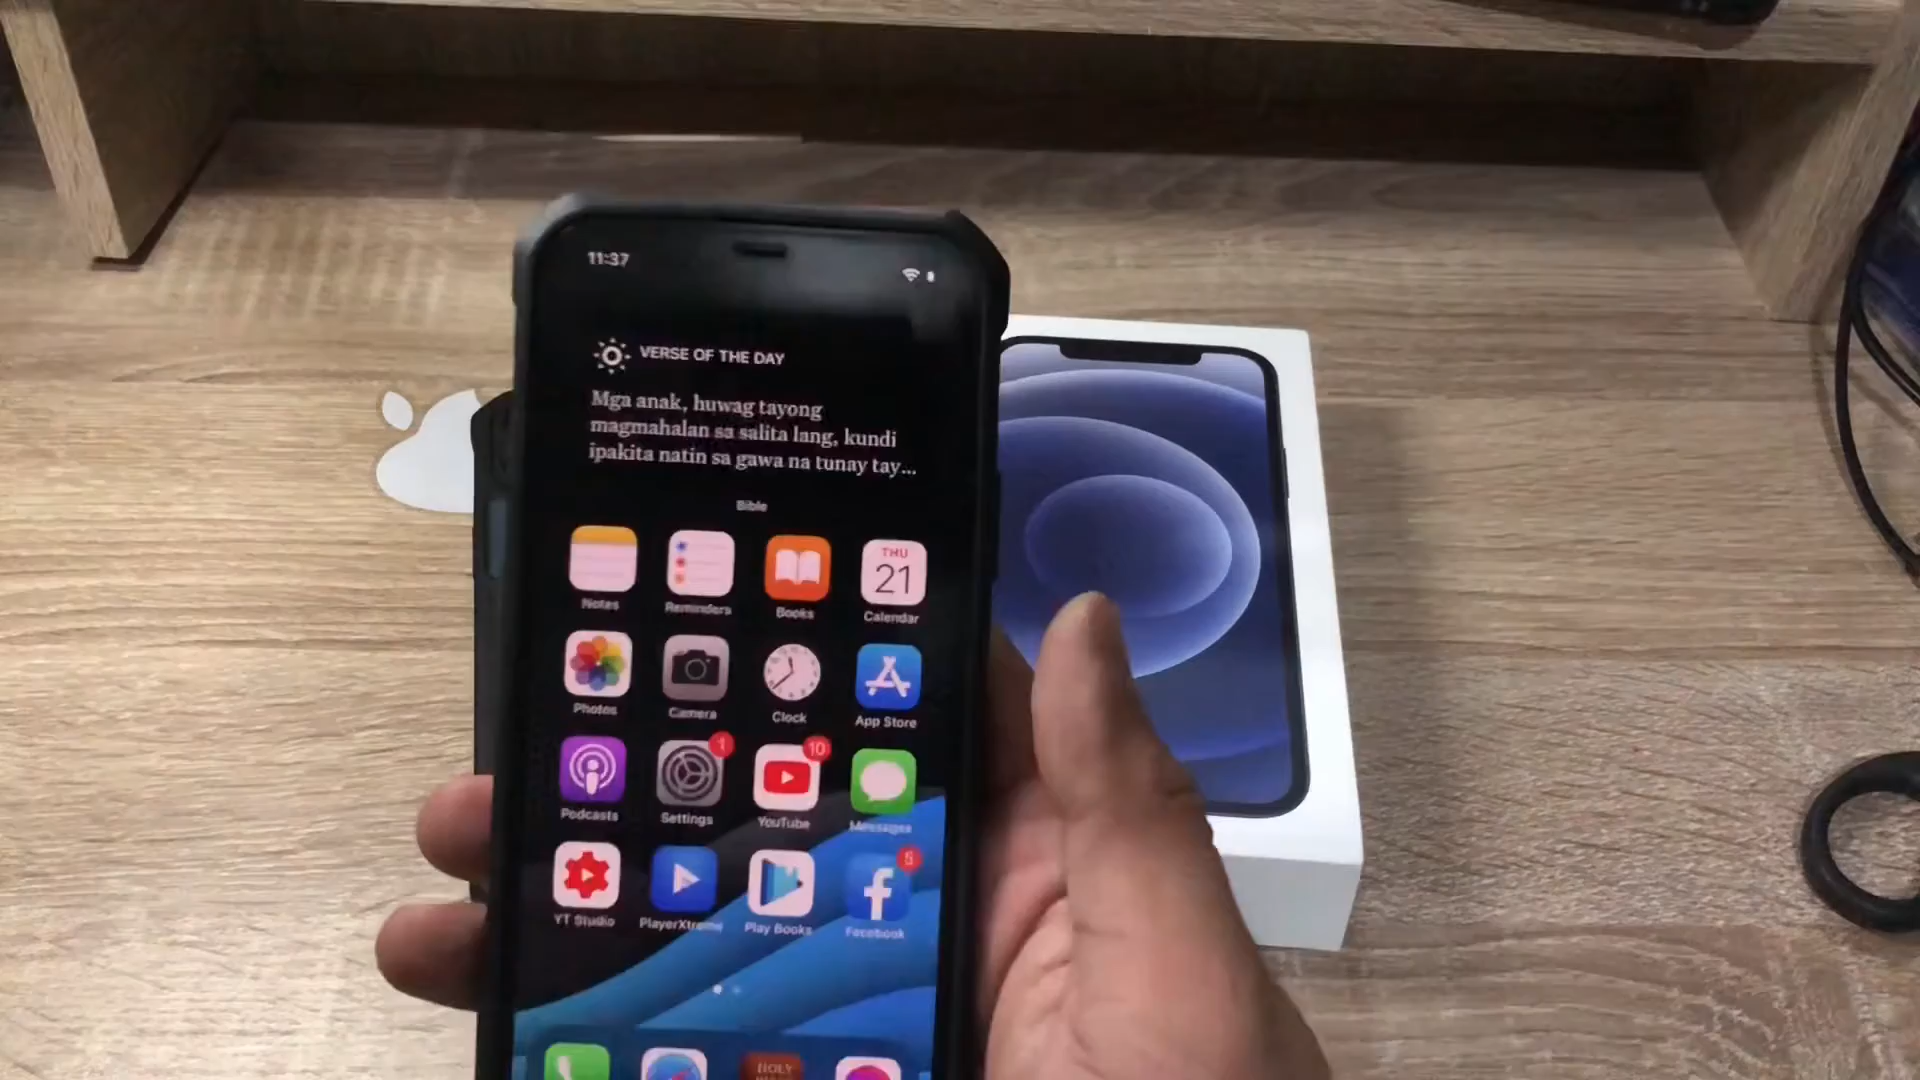 11:37
VERSE OF THE DAY
Mga anak, huwag tayong
magmahalan sa salita lang, kundi
ipakita natin sa gawa na tunay tay...
Bible
THU
21
Notes
Reminders
Books
Calendar
Photos
Camera
Clock
App Store
1
10
Podcasts
Settings
YouTube
Messages
5
YT Studio
PlayerXtreme
Play Books
Facebook
HOLY